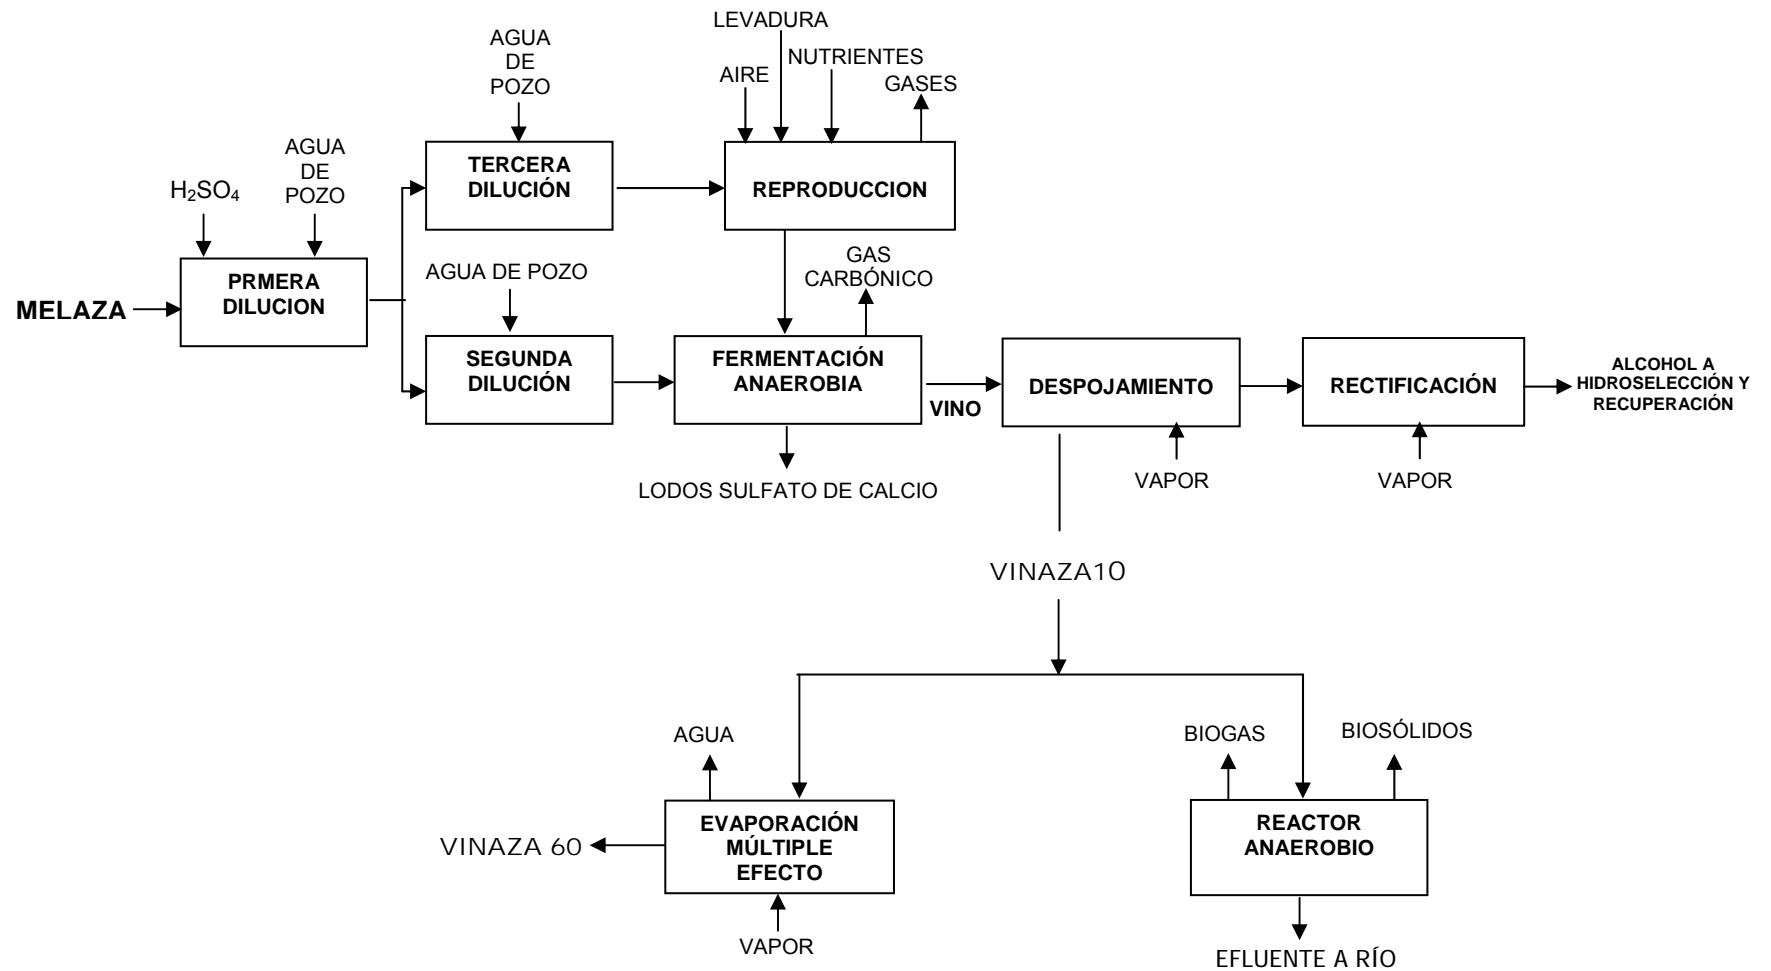 LEVADURA
AGUA
DE
POZO
NUTRIENTES
AIRE
GASES
AGUA
DE
POZO
H₂SO₄
TERCERA
DILUCIÓN
REPRODUCCION
PRMERA
DILUCION
MELAZA
AGUA DE POZO
GAS
CARBÓNICO
SEGUNDA
DILUCIÓN
FERMENTACIÓN
ANAEROBIA
VINO
DESPOJAMIENTO
RECTIFICACIÓN
ALCOHOL A
HIDROSELECCIÓN Y
RECUPERACIÓN
LODOS SULFATO DE CALCIO
VAPOR
VAPOR
VINAZA10
AGUA
BIOGAS
BIOSÓLIDOS
VINAZA 60
EVAPORACIÓN
MÚLTIPLE
EFECTO
REACTOR
ANAEROBIO
VAPOR
EFLUENTE A RÍO